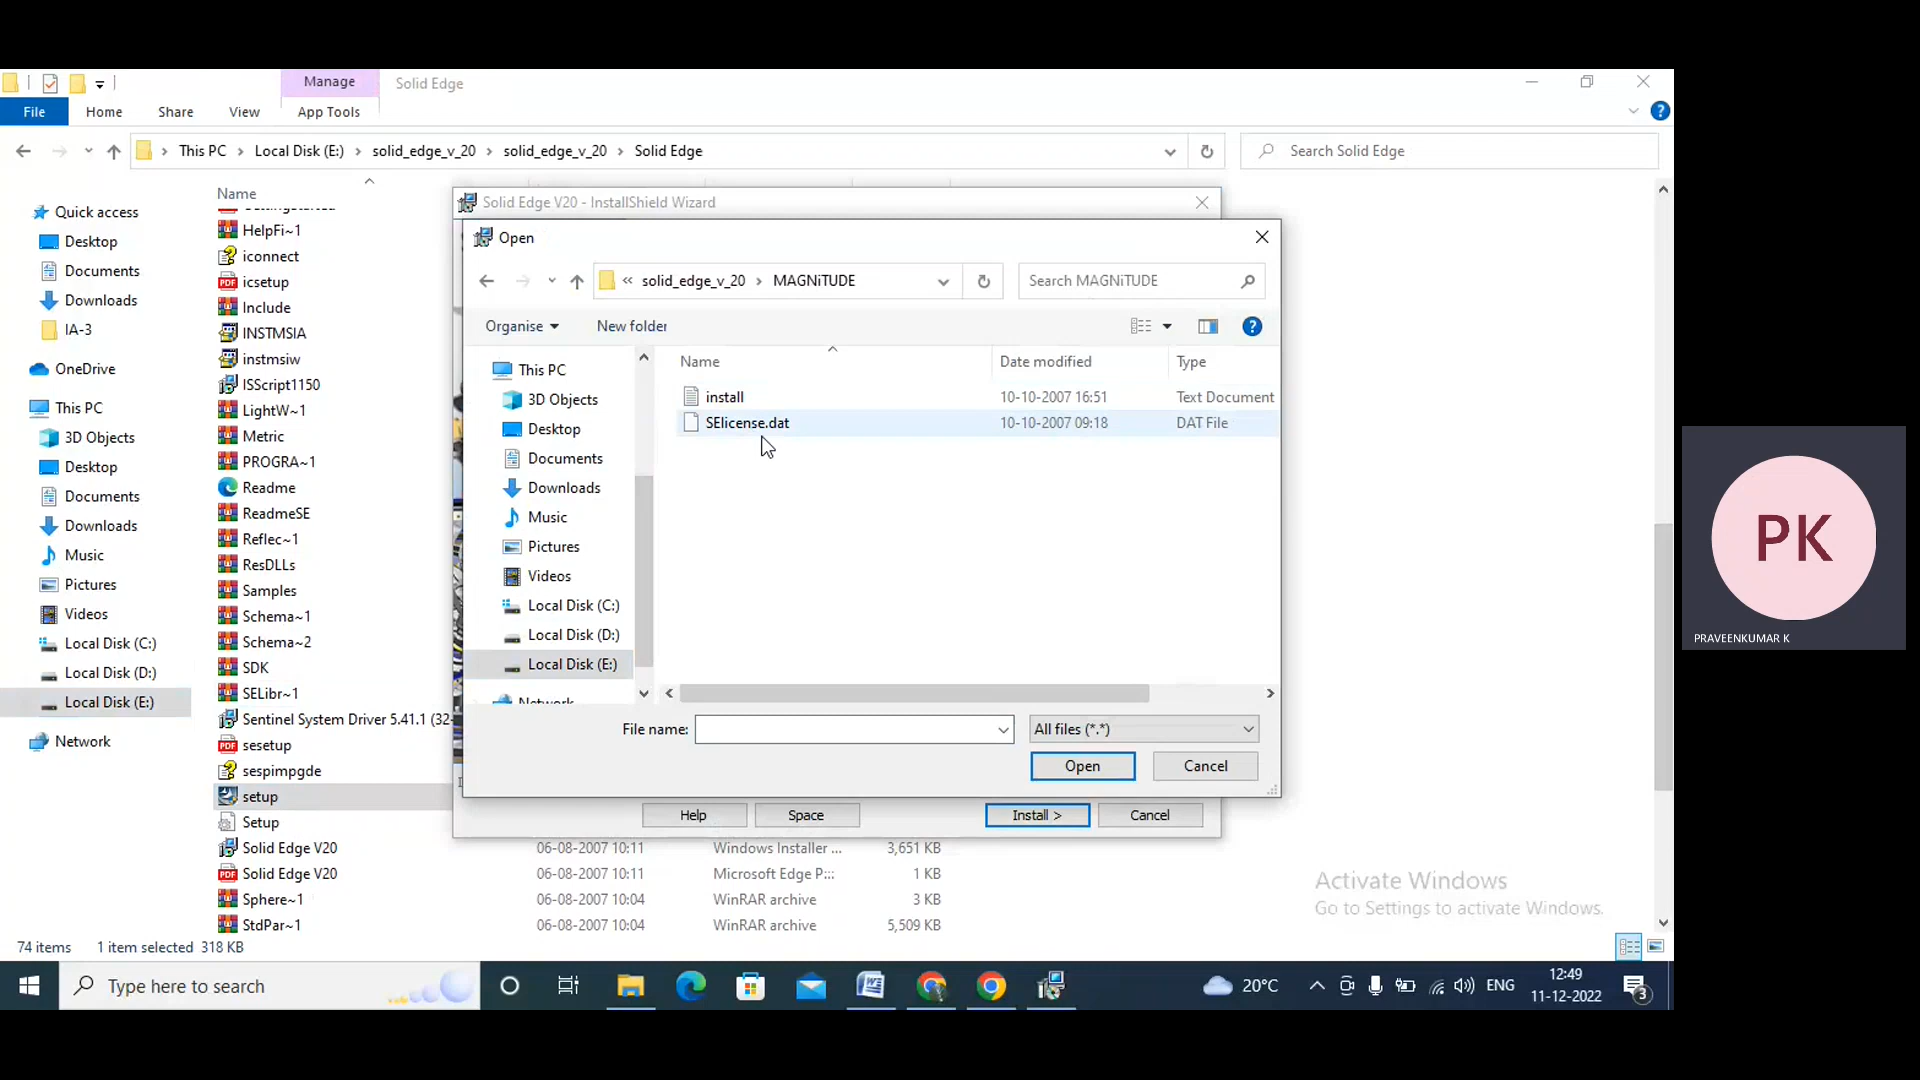 Manage
Solid Edge
File
Home
Share
View
App Tools
This PC
Local Disk (E:)
solid_edge_v_20
solid_edge_v_20
Solid Edge
Search Solid Edge
Quick access
Desktop
Documents
Downloads
IA-3
OneDrive
This PC
3D Objects
Desktop
Documents
Downloads
Music
Pictures
Videos
Local Disk (C:)
Local Disk (D:)
Local Disk (E:)
Network
Name
HelpFi~1
iconnect
icsetup
Include
INSTMSIA
instmsiw
ISScript1150
LightW~1
Metric
PROGRA~1
Readme
ReadmeSE
Reflec~1
ResDLLs
Samples
Schema~1
Schema~2
SDK
SELibr~1
Sentinel System Driver 5.41.1 (32-
sesetup
sespimpgde
setup
Setup
Solid Edge V20 06-08-2007 10:11 Windows Installer ... 3,651 KB
Solid Edge V20 06-08-2007 10:11 Microsoft Edge P... 1 KB
Sphere~1 06-08-2007 10:04 WinRAR archive 3 KB
StdPar~1 06-08-2007 10:04 WinRAR archive 5,509 KB
Solid Edge V20 - InstallShield Wizard
Open
« solid_edge_v_20 MAGNiTUDE
Search MAGNiTUDE
Organise
New folder
This PC
3D Objects
Desktop
Documents
Downloads
Music
Pictures
Videos
Local Disk (C:)
Local Disk (D:)
Local Disk (E:)
Network
Name Date modified Type
install 10-10-2007 16:51 Text Document
SElicense.dat 10-10-2007 09:18 DAT File
File name:
All files (*.*)
Open
Cancel
Help
Space
Install >
Cancel
Activate Windows
Go to Settings to activate Windows.
74 items 1 item selected 318 KB
Type here to search
20°C
ENG
12:49
11-12-2022
3
PK
PRAVEENKUMAR K